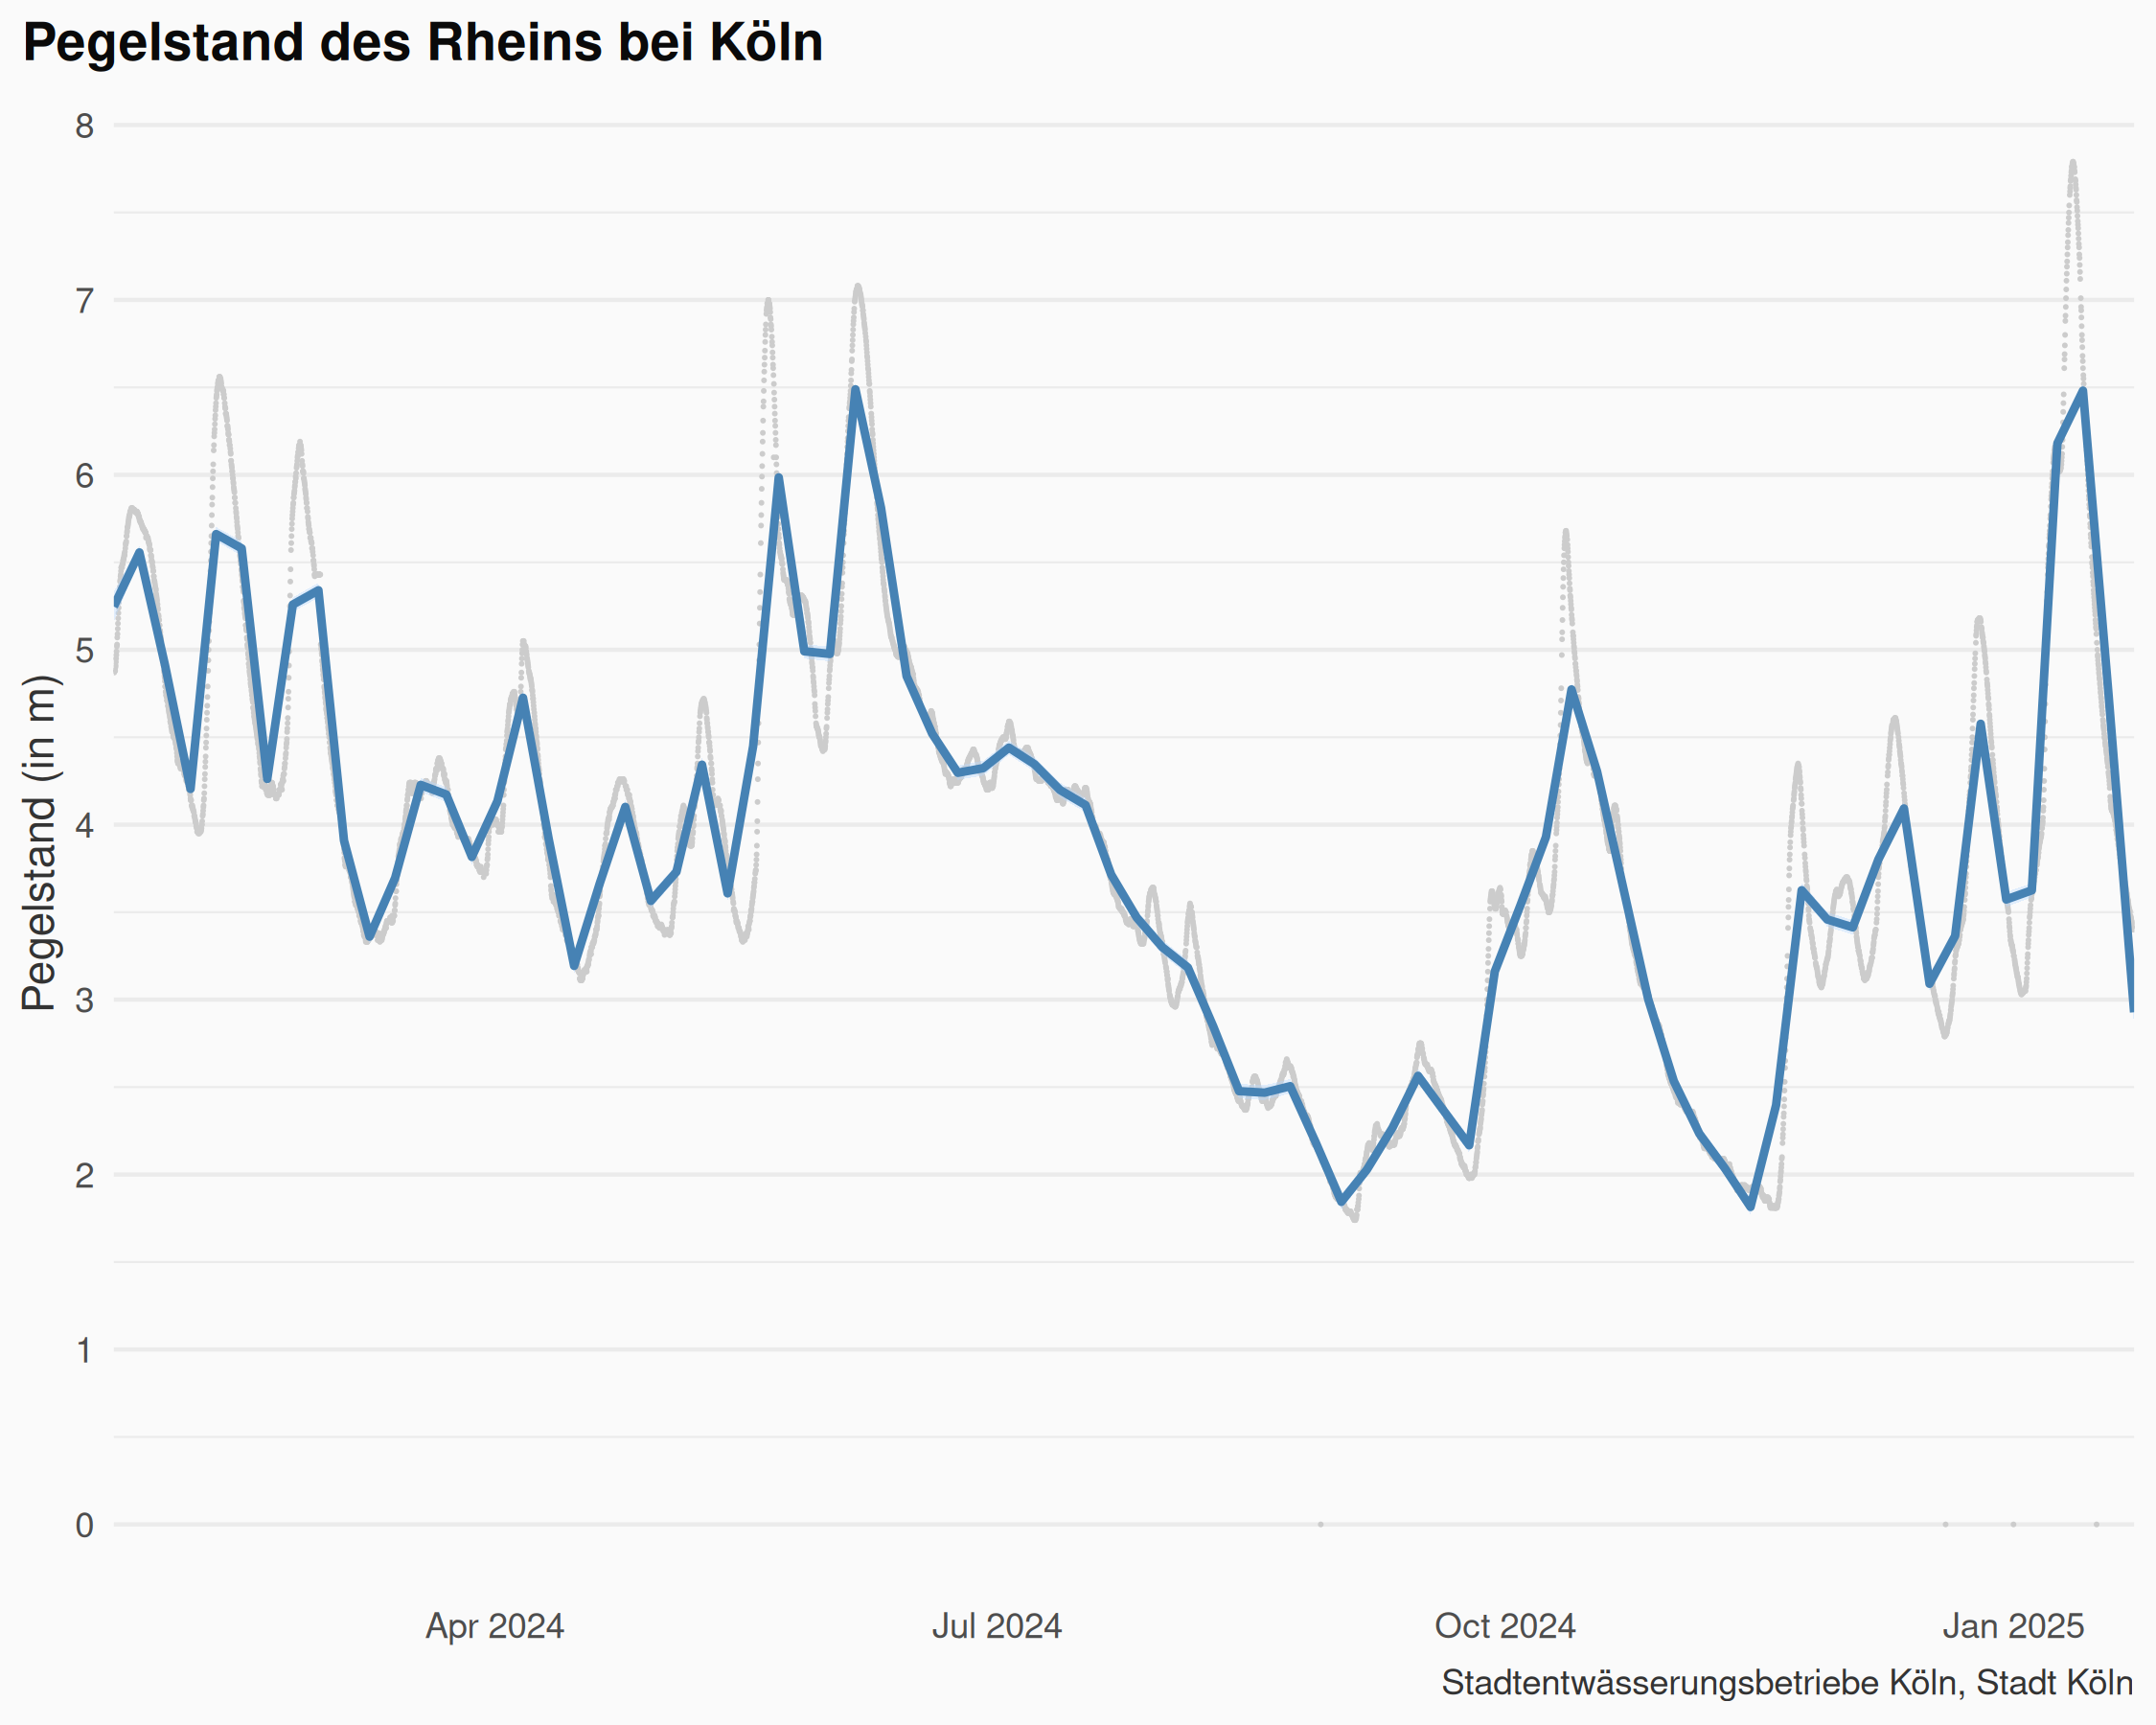 Pegelstand des Rheins bei Köln
Pegelstand (in m)
8
7
6
5
4
3
2
1
0
Apr 2024 Jul 2024 Oct 2024 Jan 2025
Stadtentwässerungsbetriebe Köln, Stadt Köln